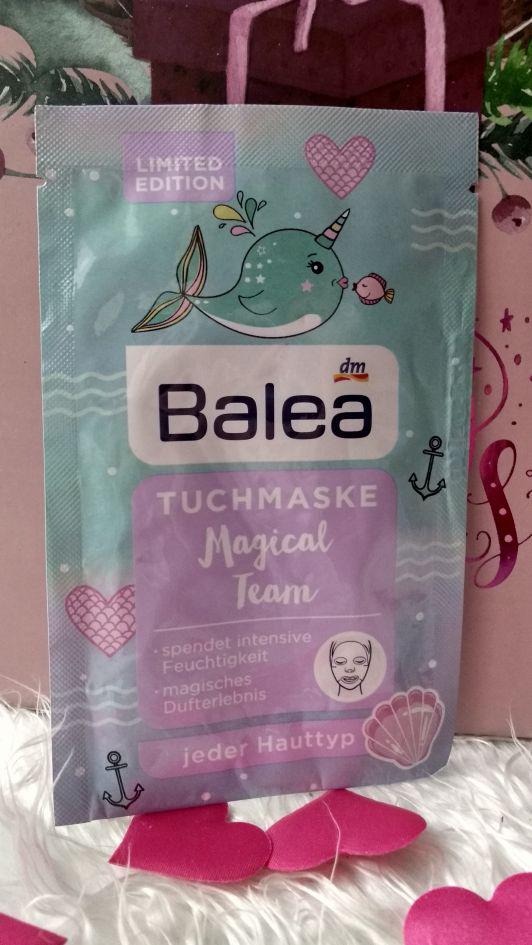 LIMITED
EDITION
dm
Balea
TUCHMASKE
Magical
Team
· spendet intensive
Feuchtigkeit
· magisches
Dufterlebnis
jeder Hauttyp